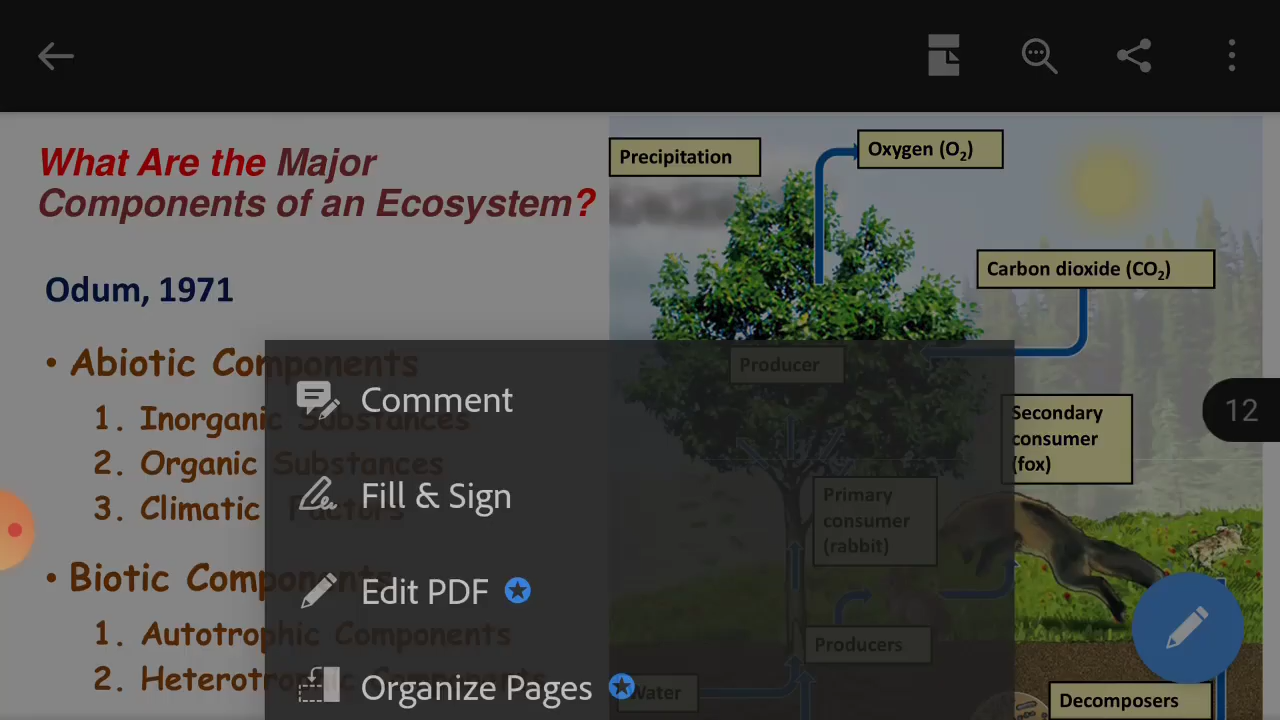 What Are the Major
Components of an Ecosystem?
Odum, 1971
• Abiotic Components
1. Inorganic Substances
2. Organic Substances
3. Climatic Factors
• Biotic Components
1. Autotrophic Components
2. Heterotrophic Components
Precipitation
Oxygen (O₂)
Carbon dioxide (CO₂)
Producer
Secondary
consumer
(fox)
Primary
consumer
(rabbit)
Producers
Water
Decomposers
12
Comment
Fill & Sign
Edit PDF
Organize Pages